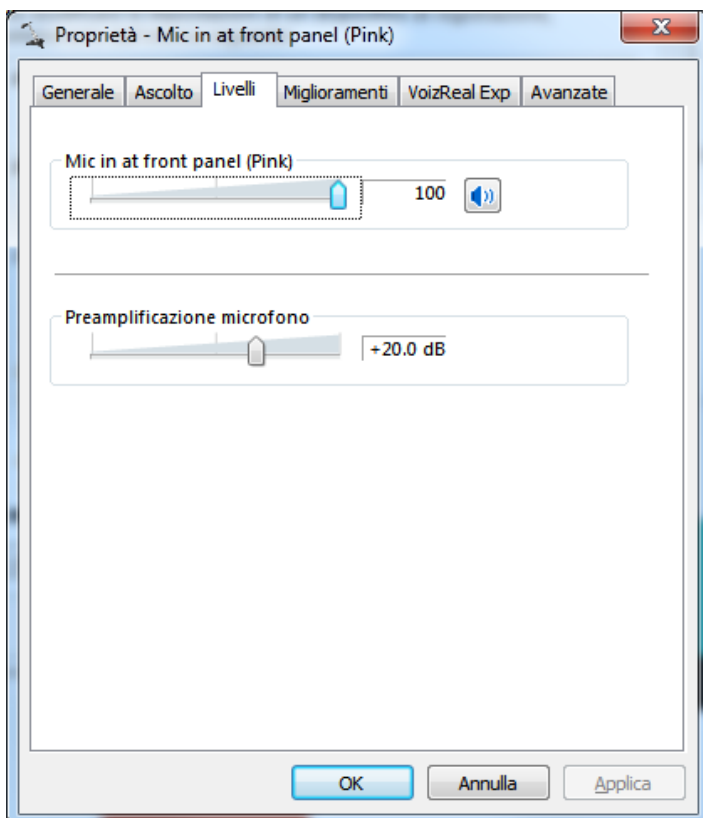 Proprietà - Mic in at front panel (Pink)
Generale Ascolto Livelli Miglioramenti VoizReal Exp Avanzate
Mic in at front panel (Pink)
100
Preamplificazione microfono
+20.0 dB
OK Annulla Applica